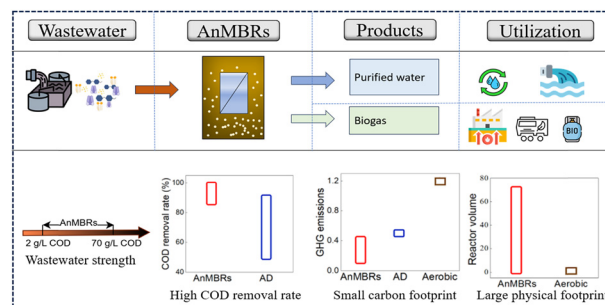 Wastewater
AnMBRs
Products
Utilization
Purified water
Biogas
BIO
AnMBRs
2 g/L COD
70 g/L COD
Wastewater strength
COD removal rate (%)
100
80
60
40
AnMBRs
AD
High COD removal rate
GHG emissions
1.2
0.8
0.4
0.0
AnMBRs
AD
Aerobic
Small carbon footprint
Reactor volume
80
60
40
20
0
AnMBRs
Aerobic
Large physical footprint